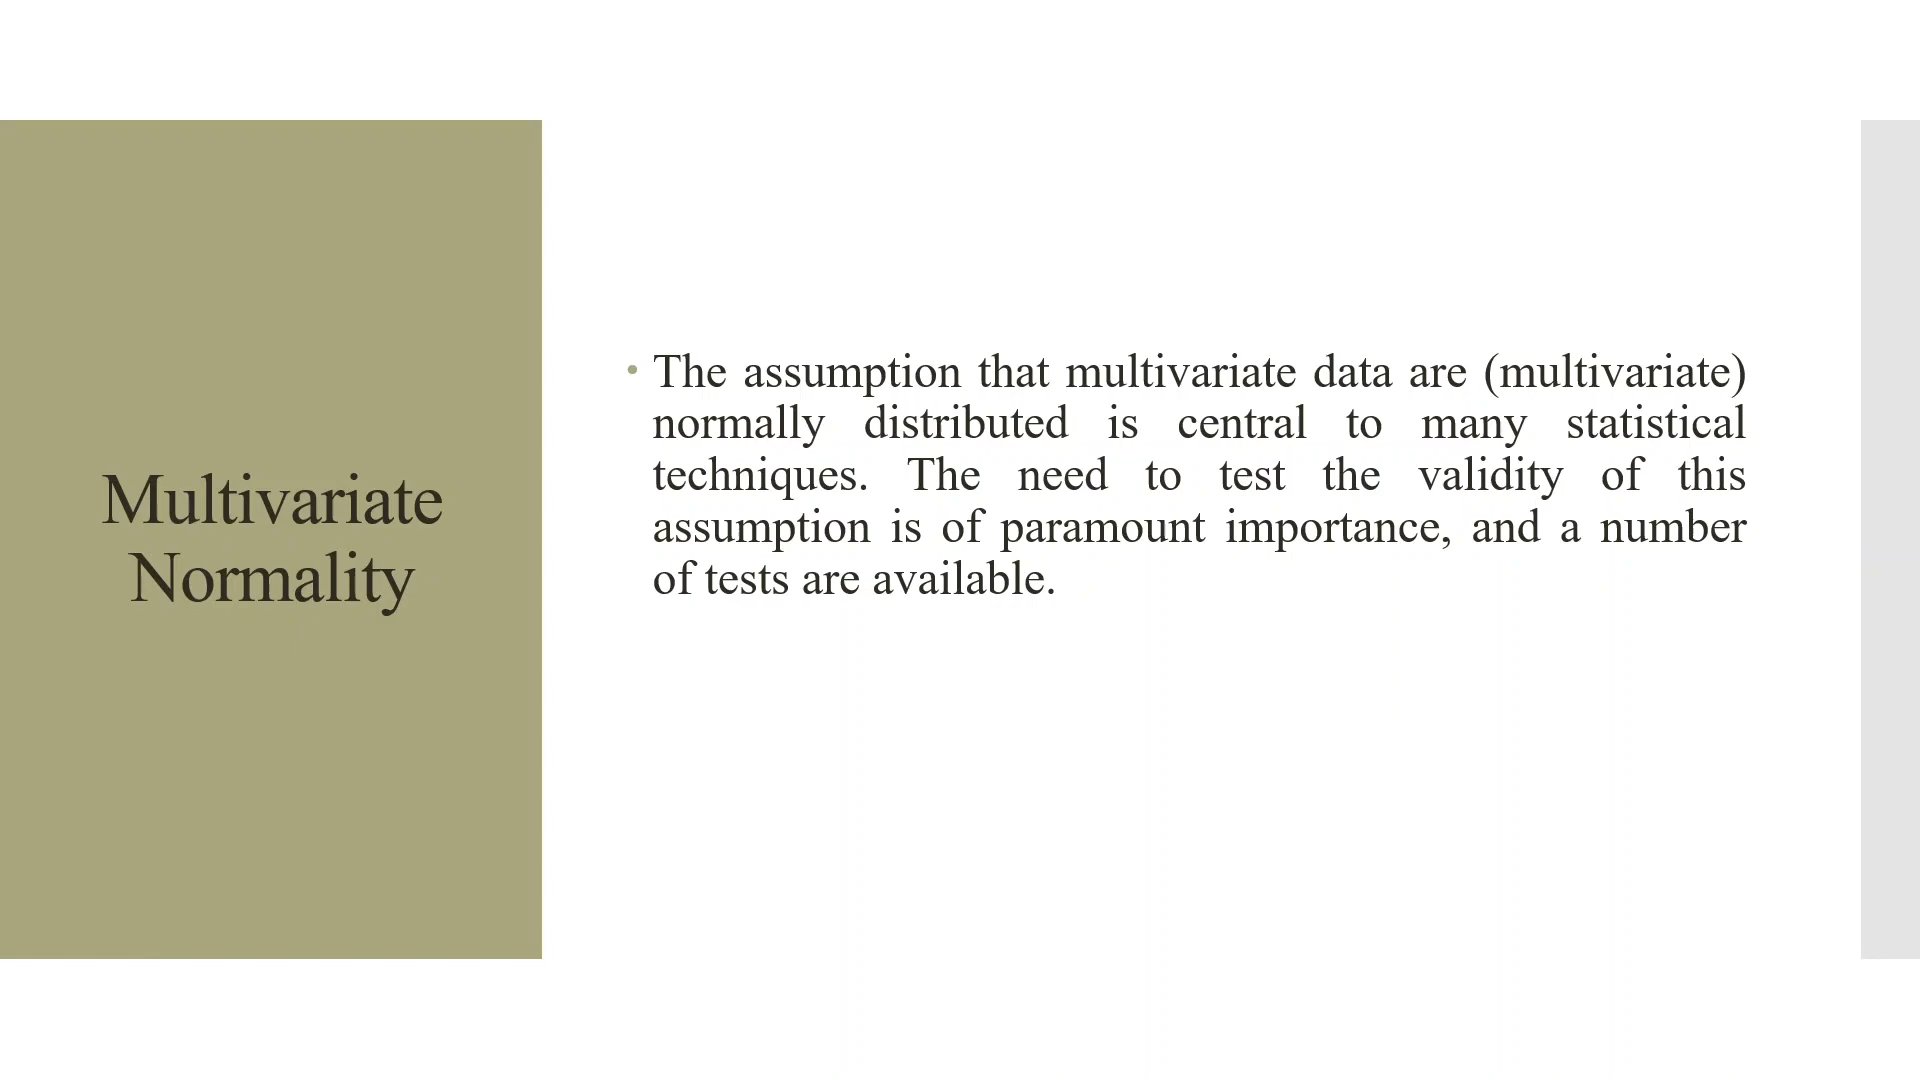 Multivariate
Normality
• The assumption that multivariate data are (multivariate)
normally distributed is central to many statistical
techniques. The need to test the validity of this
assumption is of paramount importance, and a number
of tests are available.